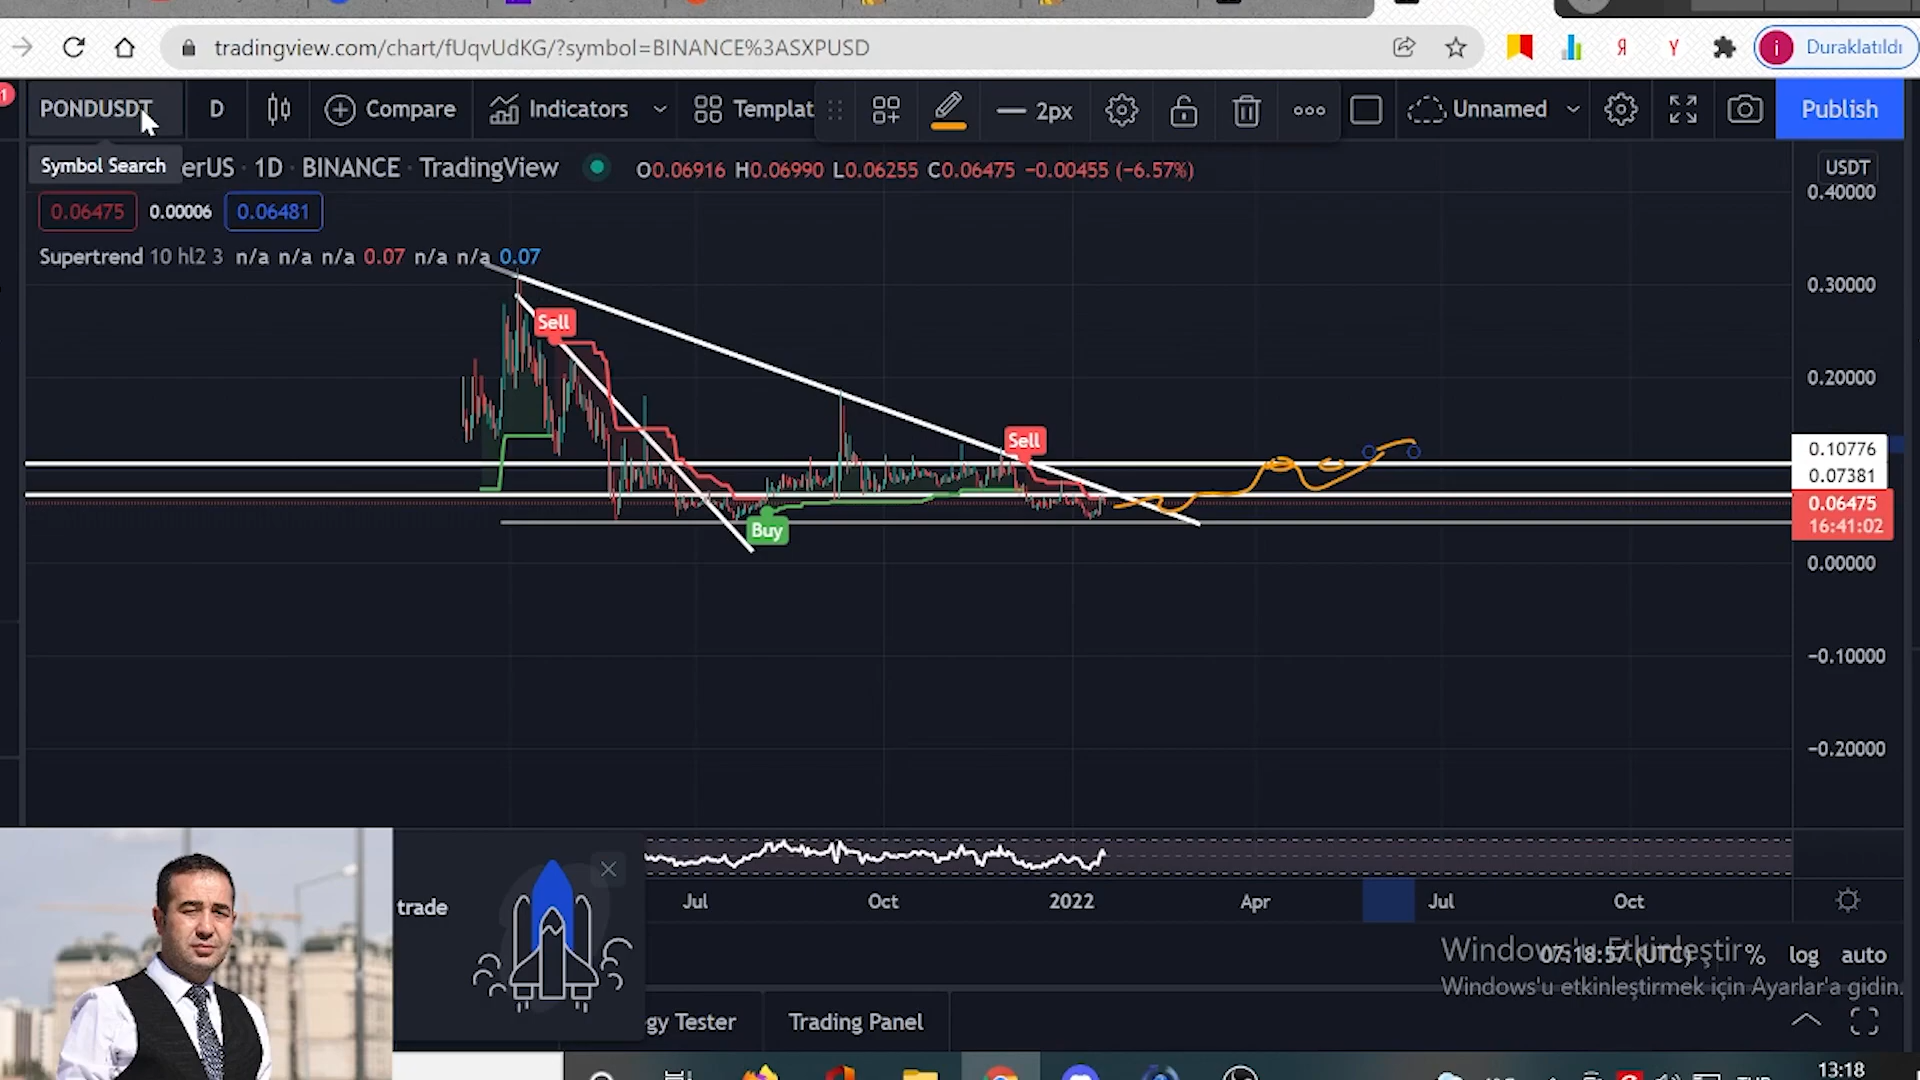 tradingview.com/chart/fUqvUdKG/?symbol=BINANCE%3ASXPUSD
Я
Y
i
Duraklatıldı
1
PONDUSDT
D
Compare
Indicators
Templat
2px
Unnamed
Publish
Symbol Search
erUS · 1D · BINANCE · TradingView
O0.06916 H0.06990 L0.06255 C0.06475 −0.00455 (−6.57%)
USDT
0.06475 0.00006 0.06481
Supertrend 10 hl2 3 n/a n/a n/a 0.07 n/a n/a 0.07
0.40000
0.30000
0.20000
0.10776
0.07381
0.06475
16:41:02
0.00000
−0.10000
−0.20000
Sell
Sell
Buy
Jul
Oct
2022
Apr
Jul
Oct
trade
Windows'u Etkinleştir
07:18:57 (UTC)
%
log
auto
Windows'u etkinleştirmek için Ayarlar'a gidin.
gy Tester
Trading Panel
13:18